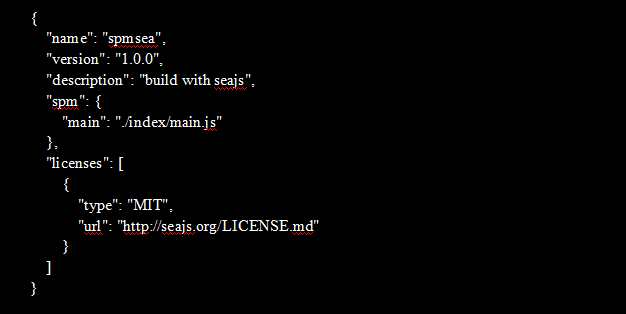 {
"name": "spmsea",
"version": "1.0.0",
"description": "build with seajs",
"spm": {
"main": "./index/main.js"
},
"licenses": [
{
"type": "MIT",
"url": "http://seajs.org/LICENSE.md"
}
]
}